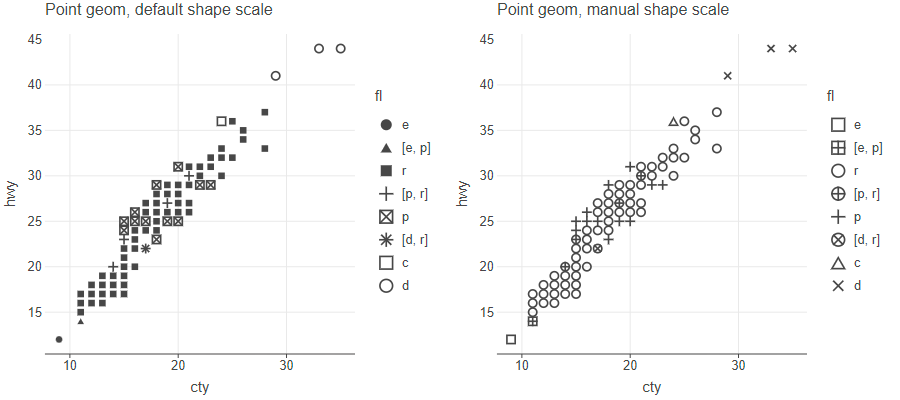 Point geom, default shape scale
45
40
35
30
25
20
15
10
20
30
cty
hwy
fl
e
[e, p]
r
[p, r]
p
[d, r]
c
d
Point geom, manual shape scale
45
40
35
30
25
20
15
10
20
30
cty
hwy
fl
e
[e, p]
r
[p, r]
p
[d, r]
c
d